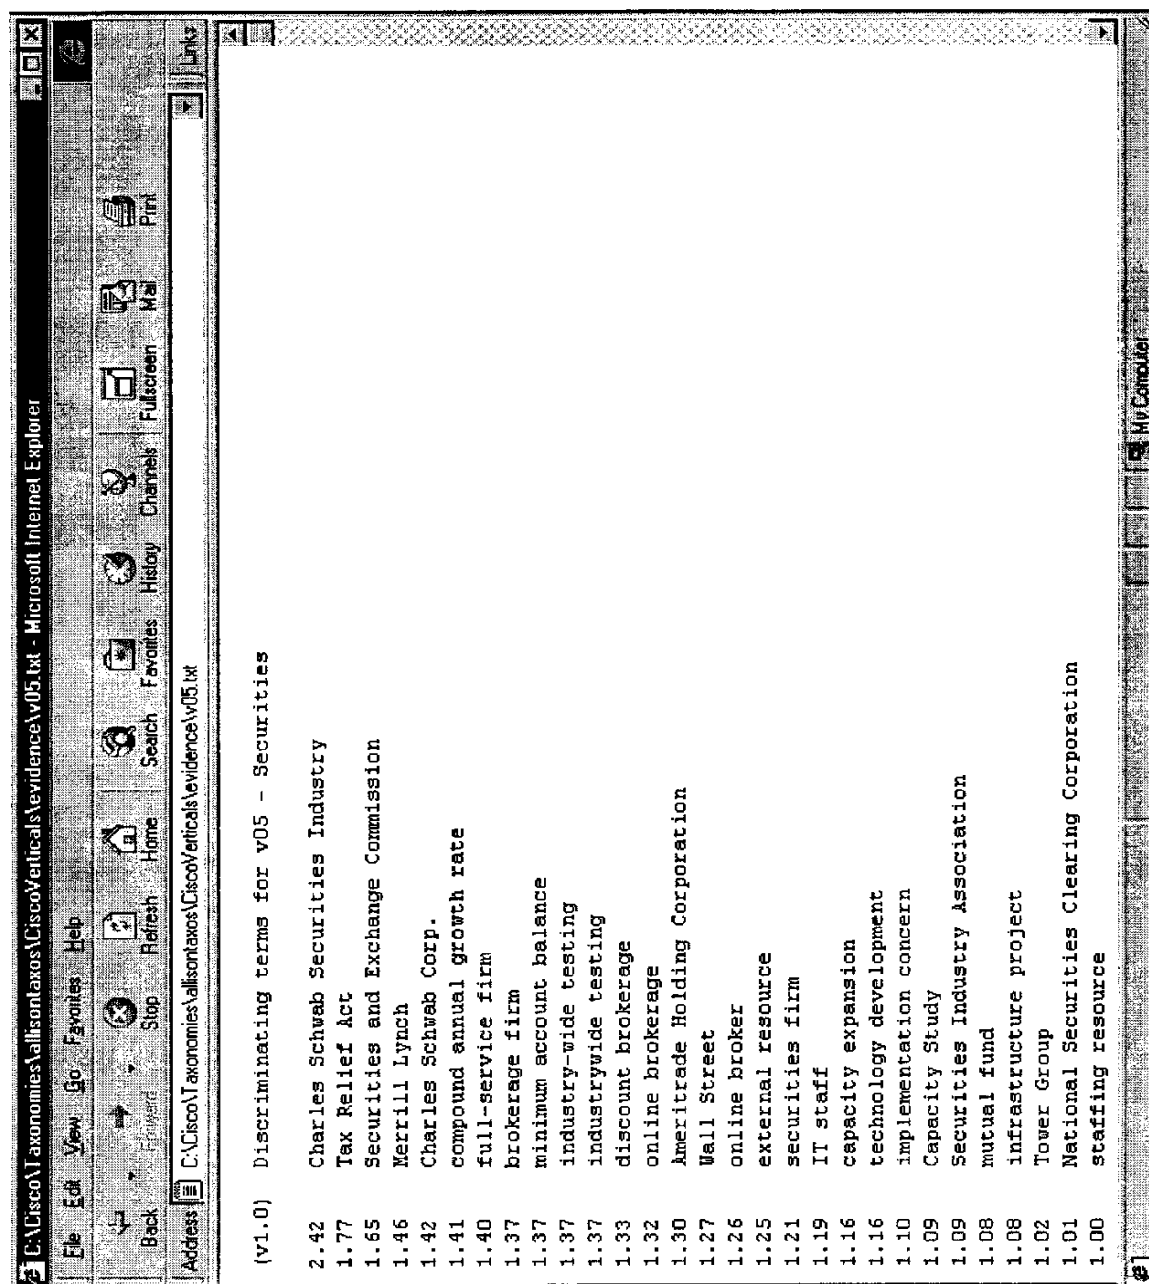 C:\Cisco\Taxonomies\allisontaxos\CiscoVerticals\evidence\v05.txt - Microsoft Internet Explorer
File Edit View Go Favorites Help
Back Forward Stop Refresh Home Search Favorites History Channels Fullscreen Mail Print
Address C:\Cisco\Taxonomies\allisontaxos\CiscoVerticals\evidence\v05.txt Links
(v1.0) Discriminating terms for v05 - Securities
2.42 Charles Schwab Securities Industry
1.77 Tax Relief Act
1.65 Securities and Exchange Commission
1.46 Merrill Lynch
1.42 Charles Schwab Corp.
1.41 compound annual growth rate
1.40 full-service firm
1.37 brokerage firm
1.37 minimum account balance
1.37 industry-wide testing
1.37 industrywide testing
1.33 discount brokerage
1.32 online brokerage
1.30 Ameritrade Holding Corporation
1.27 Wall Street
1.26 online broker
1.25 external resource
1.21 securities firm
1.19 IT staff
1.16 capacity expansion
1.16 technology development
1.10 implementation concern
1.09 Capacity Study
1.09 Securities Industry Association
1.08 mutual fund
1.08 infrastructure project
1.02 Tower Group
1.01 National Securities Clearing Corporation
1.00 staffing resource
My Computer